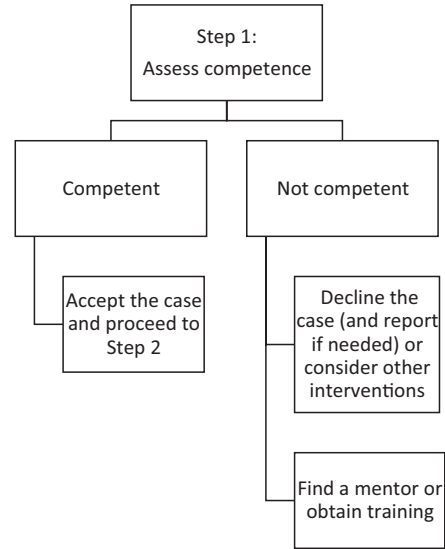 Step 1:
Assess competence
Competent
Not competent
Accept the case
and proceed to
Step 2
Decline the
case (and report
if needed) or
consider other
interventions
Find a mentor or
obtain training